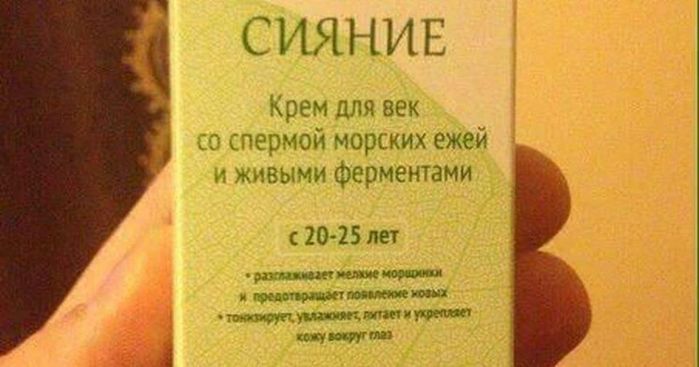 СИЯНИЕ
Крем для век
со спермой морских ежей
и живыми ферментами
с 20-25 лет
• разглаживает мелкие морщинки
и предотвращает появление новых
• тонизирует, увлажняет, питает и укрепляет
кожу вокруг глаз